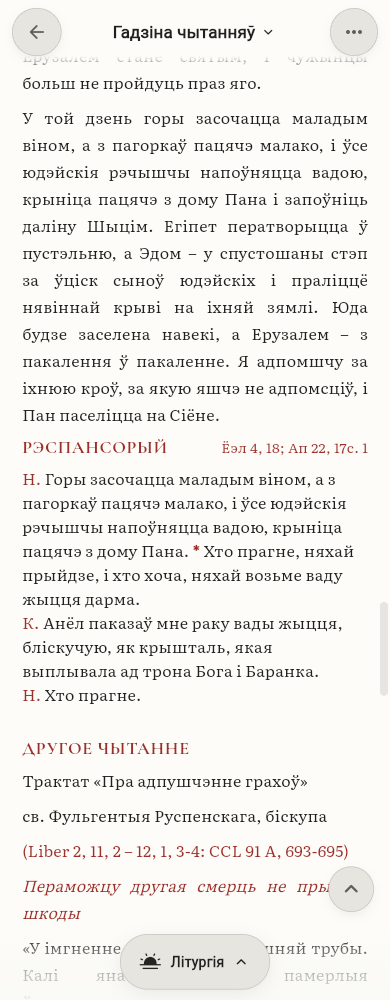 Гадзіна чытанняў
Ерузалем стане святым, і чужынцы
больш не пройдуць праз яго.
У той дзень горы засочацца маладым
віном, а з пагоркаў пацячэ малако, і ўсе
юдэйскія рэчышчы напоўняцца вадою,
крыніца пацячэ з дому Пана і запоўніць
даліну Шыцім. Егіпет ператворыцца ў
пустэльню, а Эдом – у спустошаны стэп
за ўціск сыноў юдэйскіх і праліццё
нявіннай крыві на іхняй зямлі. Юда
будзе заселена навекі, а Ерузалем – з
пакалення ў пакаленне. Я адпомшчу за
іхнюю кроў, за якую яшчэ не адпомсціў, і
Пан паселіцца на Сіёне.
РЭСПАНСОРЫЙ Ёэл 4, 18; Ап 22, 17с. 1
Н. Горы засочацца маладым віном, а з
пагоркаў пацячэ малако, і ўсе юдэйскія
рэчышчы напоўняцца вадою, крыніца
пацячэ з дому Пана. * Хто прагне, няхай
прыйдзе, і хто хоча, няхай возьме ваду
жыцця дарма.
К. Анёл паказаў мне раку вады жыцця,
бліскучую, як крышталь, якая
выплывала ад трона Бога і Баранка.
Н. Хто прагне.
ДРУГОЕ ЧЫТАННЕ
Трактат «Пра адпушчэнне грахоў»
св. Фульгентыя Руспенскага, біскупа
(Liber 2, 11, 2 – 12, 1, 3-4: CCL 91 A, 693-695)
Пераможцу другая смерць не
шкоды
«У імгненне трубы.
Калі памерлыя
Літургія